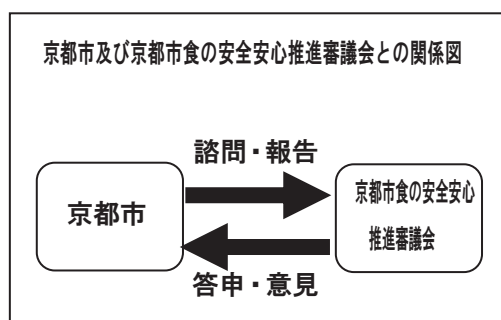 京都市及び京都市食の安全安心推進審議会との関係図
諮問・報告
京都市
京都市食の安全安心
推進審議会
答申・意見